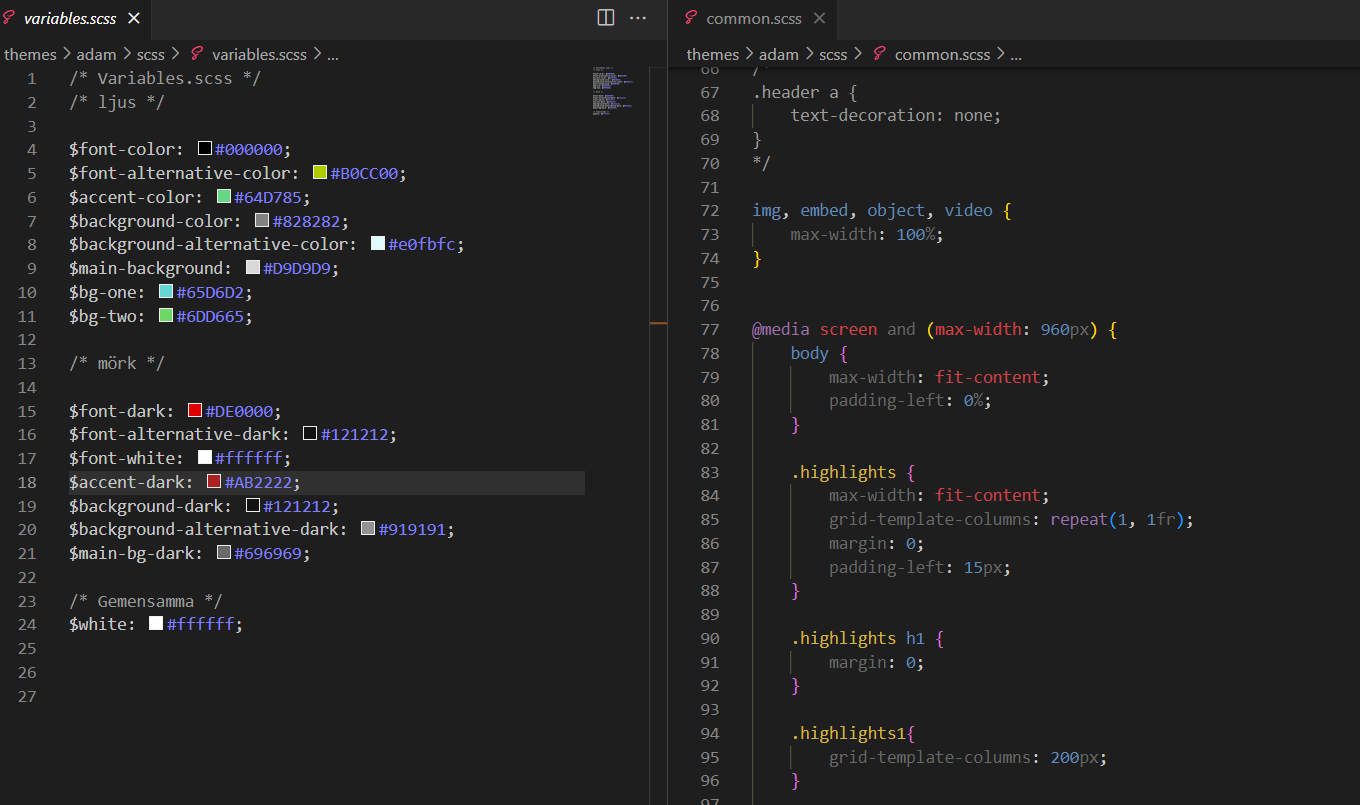 variables.scss
themes > adam > scss > variables.scss > ...
1 /* Variables.scss */
2 /* ljus */
3
4 $font-color: #000000;
5 $font-alternative-color: #B0CC00;
6 $accent-color: #64D785;
7 $background-color: #828282;
8 $background-alternative-color: #e0fbfc;
9 $main-background: #D9D9D9;
10 $bg-one: #65D6D2;
11 $bg-two: #6DD665;
12
13 /* mörk */
14
15 $font-dark: #DE0000;
16 $font-alternative-dark: #121212;
17 $font-white: #ffffff;
18 $accent-dark: #AB2222;
19 $background-dark: #121212;
20 $background-alternative-dark: #919191;
21 $main-bg-dark: #696969;
22
23 /* Gemensamma */
24 $white: #ffffff;
25
26
27
common.scss
themes > adam > scss > common.scss > ...
66 /*
67 .header a {
68 text-decoration: none;
69 }
70 */
71
72 img, embed, object, video {
73 max-width: 100%;
74 }
75
76
77 @media screen and (max-width: 960px) {
78 body {
79 max-width: fit-content;
80 padding-left: 0%;
81 }
82
83 .highlights {
84 max-width: fit-content;
85 grid-template-columns: repeat(1, 1fr);
86 margin: 0;
87 padding-left: 15px;
88 }
89
90 .highlights h1 {
91 margin: 0;
92 }
93
94 .highlights1{
95 grid-template-columns: 200px;
96 }
97